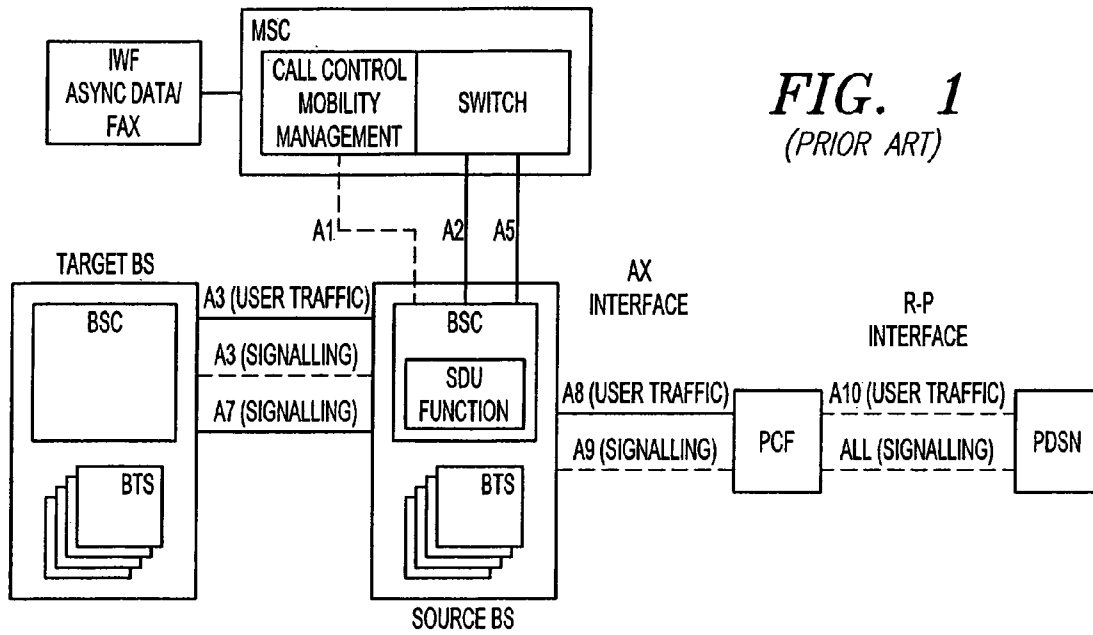 MSC
IWF
ASYNC DATA/
FAX
CALL CONTROL
MOBILITY
MANAGEMENT
SWITCH
FIG. 1
(PRIOR ART)
A1
A2
A5
TARGET BS
BSC
BTS
A3 (USER TRAFFIC)
A3 (SIGNALLING)
A7 (SIGNALLING)
BSC
SDU
FUNCTION
BTS
SOURCE BS
AX
INTERFACE
A8 (USER TRAFFIC)
A9 (SIGNALLING)
PCF
R-P
INTERFACE
A10 (USER TRAFFIC)
ALL (SIGNALLING)
PDSN